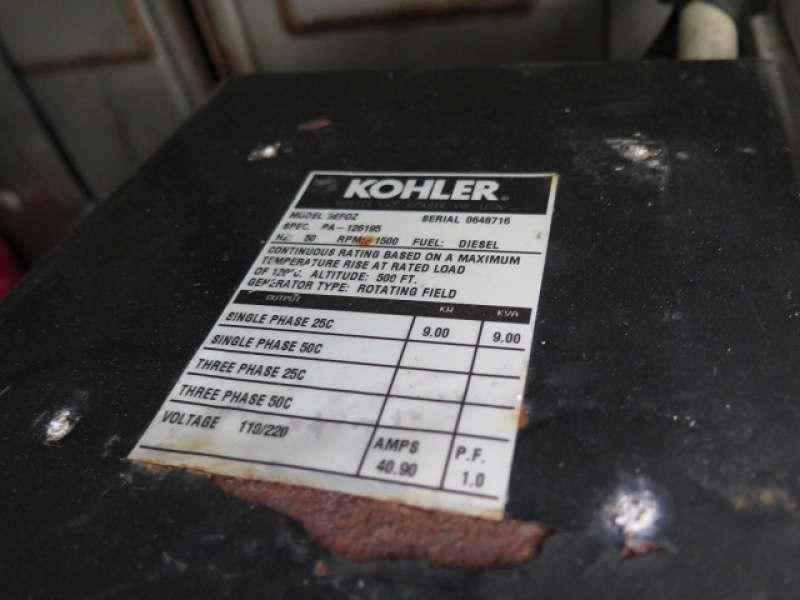 KOHLER®
MODEL 9EFOZ SERIAL 0648716
SPEC. PA-126195
HZ: 50 RPM: 1500 FUEL: DIESEL
CONTINUOUS RATING BASED ON A MAXIMUM
TEMPERATURE RISE AT RATED LOAD
OF ALTITUDE: 500 FT.
GENERATOR TYPE: ROTATING FIELD
OUTPUT KW KVA
SINGLE PHASE 25C 9.00 9.00
SINGLE PHASE 50C
THREE PHASE 25C
THREE PHASE 50C
VOLTAGE 110/220 AMPS 40.90 P.F. 1.0